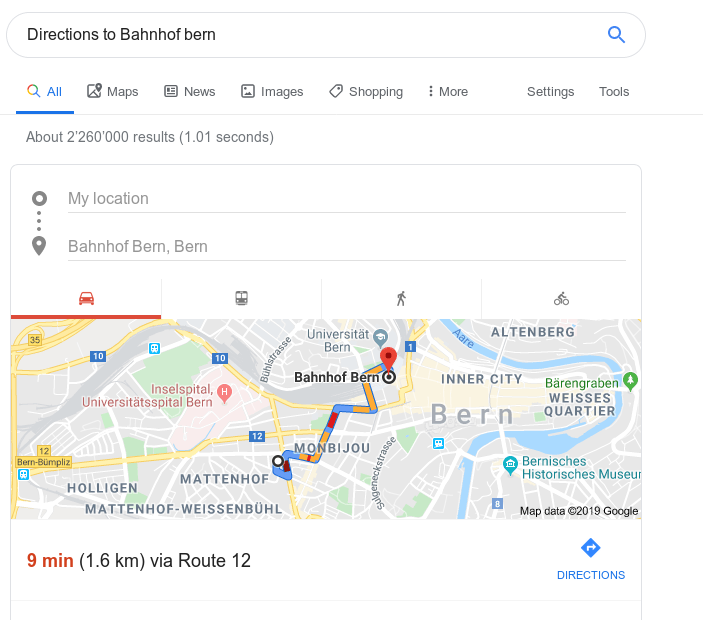 Directions to Bahnhof bern
All
Maps
News
Images
Shopping
More
Settings
Tools
About 2'260'000 results (1.01 seconds)
My location
Bahnhof Bern, Bern
35
10
10
Bühlstrasse
Universität
Bern
1
Aare
ALTENBERG
Bahnhof Bern
INNER CITY
Bärengraben
WEISSES
QUARTIER
Inselspital,
Universitätsspital Bern
Bern
12
12
Bern-Bümpliz
MONBIJOU
MATTENHOF
Sulgeneckstrasse
Bernisches
Historisches Museur
HOLLIGEN
MATTENHOF-WEISSENBÜHL
8
Map data ©2019 Google
9 min (1.6 km) via Route 12
DIRECTIONS